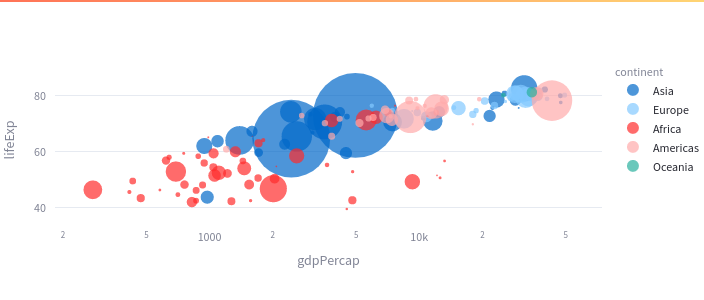 continent
Asia
Europe
Africa
Americas
Oceania
lifeExp
80
60
40
2 5 1000 2 5 10k 2 5
gdpPercap